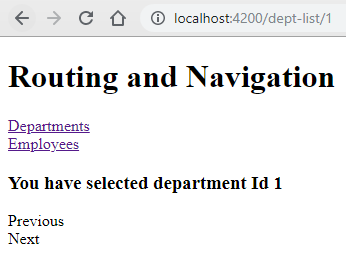 localhost:4200/dept-list/1
Routing and Navigation
Departments
Employees
You have selected department Id 1
Previous
Next